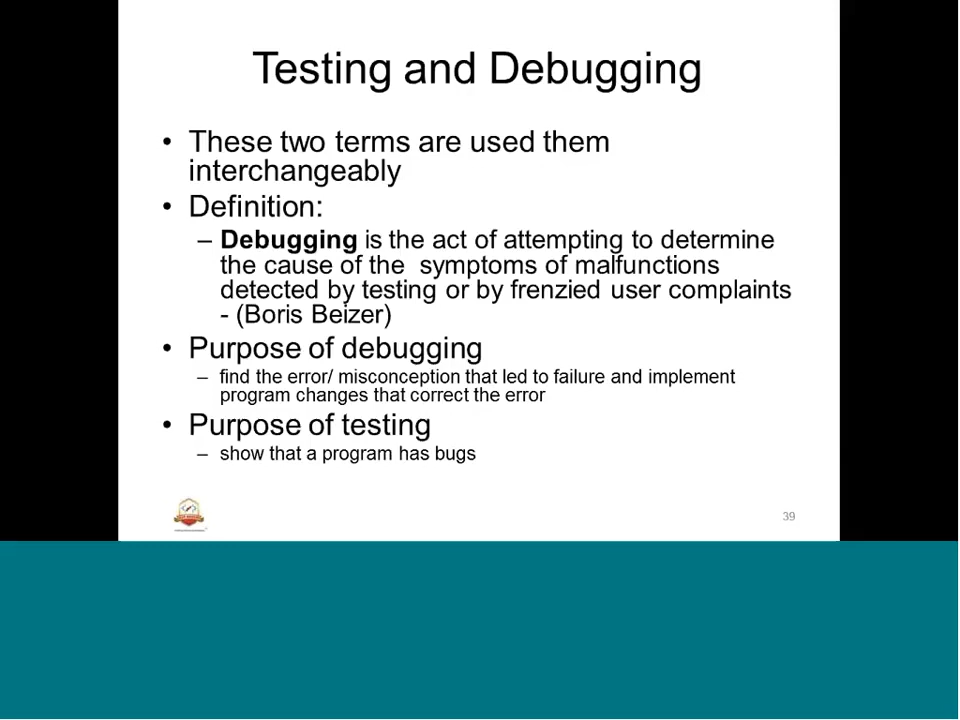 Testing and Debugging
• These two terms are used them
interchangeably
• Definition:
– Debugging is the act of attempting to determine
the cause of the  symptoms of malfunctions
detected by testing or by frenzied user complaints
- (Boris Beizer)
• Purpose of debugging
– find the error/ misconception that led to failure and implement
program changes that correct the error
• Purpose of testing
– show that a program has bugs
39